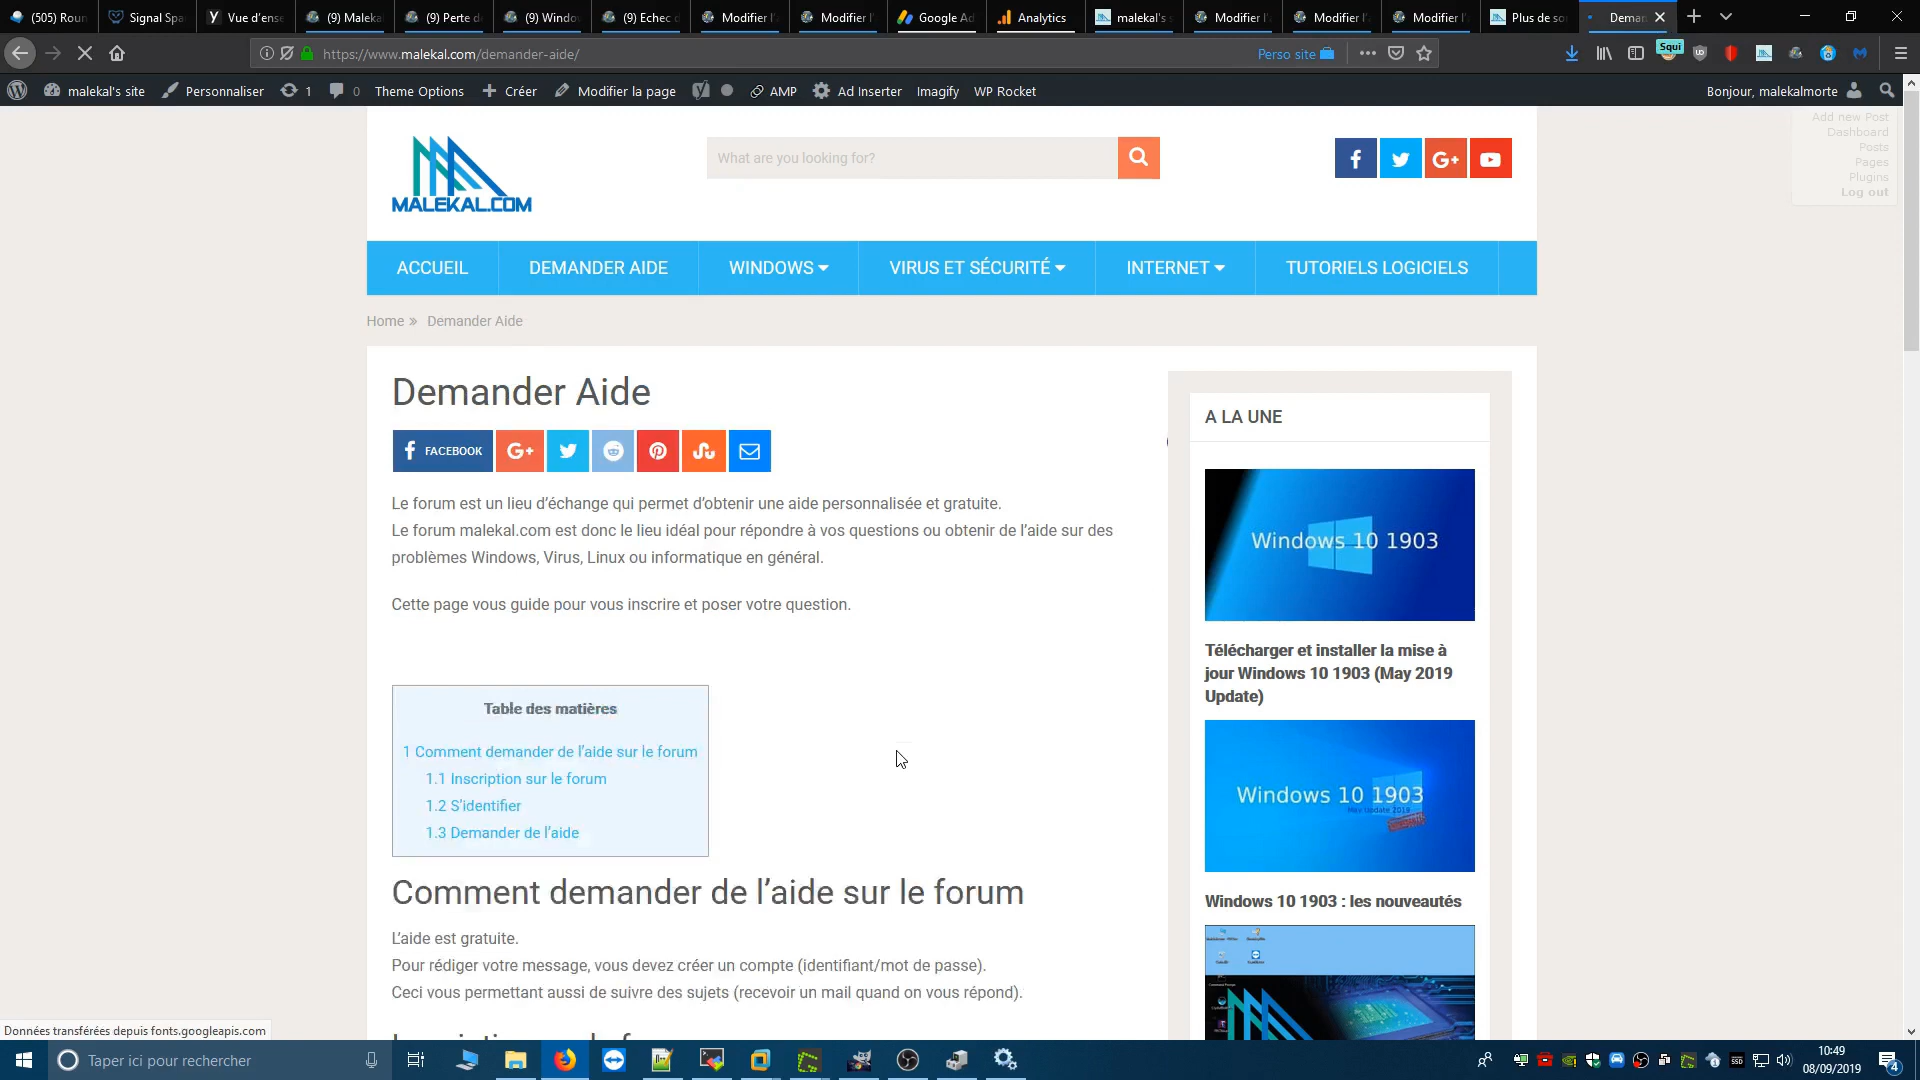 (505) Roun
Signal Spa
Vue d'ense
(9) Maleka
(9) Perte d
(9) Window
(9) Echec d
Modifier l'a
Modifier l'a
Google Ad
Analytics
malekal's s
Modifier l'a
Modifier l'a
Modifier l'a
Plus de so
Deman
https://www.malekal.com/demander-aide/
Perso site
Squi
malekal's site
Personnaliser
1
0
Theme Options
Créer
Modifier la page
AMP
Ad Inserter
Imagify
WP Rocket
Bonjour, malekalmorte
Add new Post
Dashboard
Posts
Pages
Plugins
Log out
MALEKAL.COM
What are you looking for?
ACCUEIL
DEMANDER AIDE
WINDOWS
VIRUS ET SÉCURITÉ
INTERNET
TUTORIELS LOGICIELS
Home » Demander Aide
Demander Aide
FACEBOOK
Le forum est un lieu d'échange qui permet d'obtenir une aide personnalisée et gratuite.
Le forum malekal.com est donc le lieu idéal pour répondre à vos questions ou obtenir de l'aide sur des
problèmes Windows, Virus, Linux ou informatique en général.
Cette page vous guide pour vous inscrire et poser votre question.
Table des matières
1 Comment demander de l'aide sur le forum
1.1 Inscription sur le forum
1.2 S'identifier
1.3 Demander de l'aide
Comment demander de l'aide sur le forum
L'aide est gratuite.
Pour rédiger votre message, vous devez créer un compte (identifiant/mot de passe).
Ceci vous permettant aussi de suivre des sujets (recevoir un mail quand on vous répond).
A LA UNE
Windows 10 1903
Télécharger et installer la mise à
jour Windows 10 1903 (May 2019
Update)
Windows 10 1903
May Update 2019
Windows 10 1903 : les nouveautés
Données transférées depuis fonts.googleapis.com
Taper ici pour rechercher
SSD
10:49
08/09/2019
4